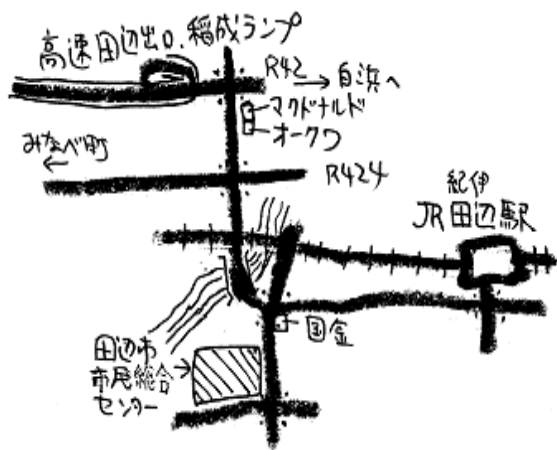 高速田辺出口.稲成ランプ
R42
→白浜へ
マクドナルド
オークワ
みなべ町
←
R424
紀伊
JR田辺駅
国金
田辺市
市民総合→
センター